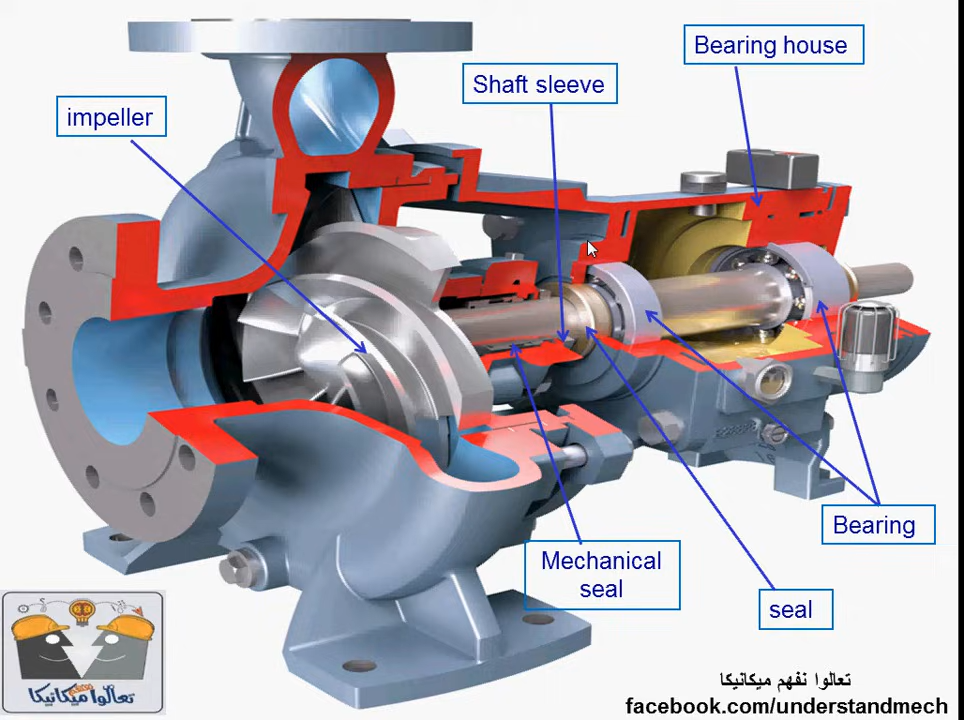 Bearing house
Shaft sleeve
impeller
Bearing
Mechanical
seal
seal
تعالوا نفهم ميكانيكا
تعالوا نفهم ميكانيكا
facebook.com/understandmech